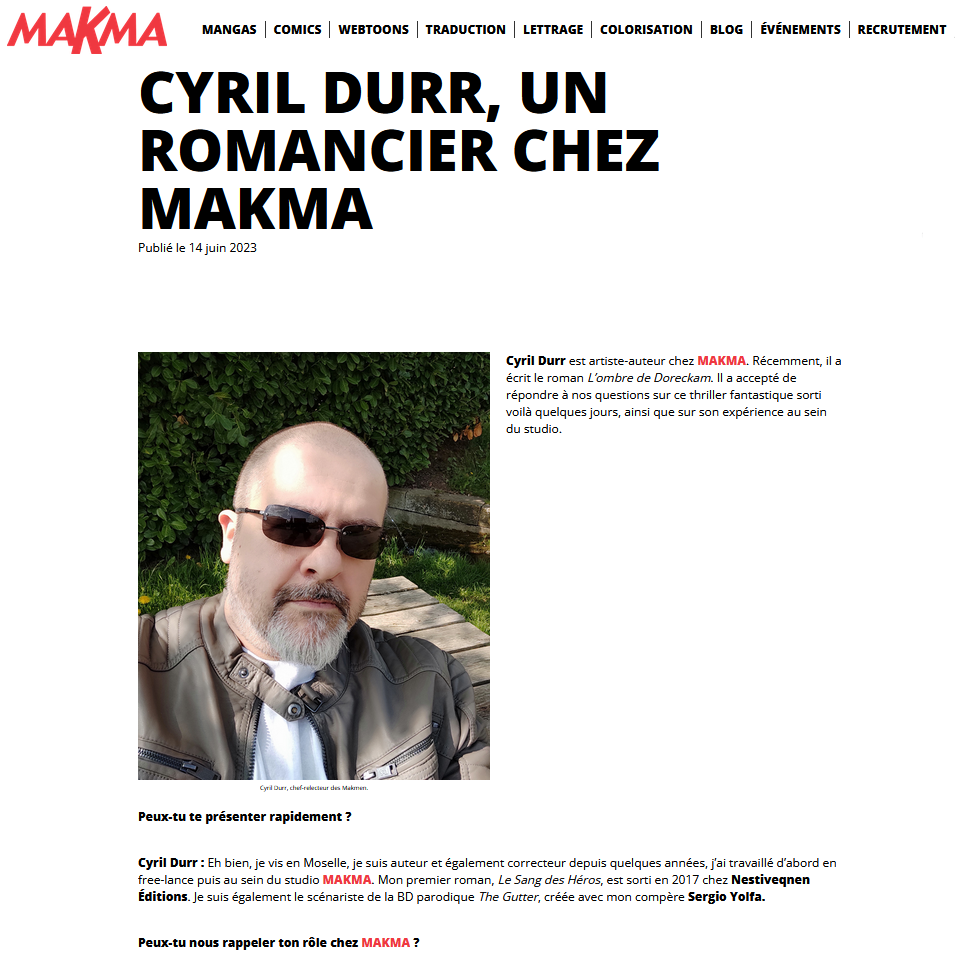 MAKMA
MANGAS
COMICS
WEBTOONS
TRADUCTION
LETTRAGE
COLORISATION
BLOG
ÉVÉNEMENTS
RECRUTEMENT
CYRIL DURR, UN
ROMANCIER CHEZ
MAKMA
Publié le 14 juin 2023
Cyril Durr est artiste-auteur chez MAKMA. Récemment, il a
écrit le roman L’ombre de Doreckam. Il a accepté de
répondre à nos questions sur ce thriller fantastique sorti
voilà quelques jours, ainsi que sur son expérience au sein
du studio.
Cyril Durr, chef-relecteur des Makmen.
Peux-tu te présenter rapidement ?
Cyril Durr : Eh bien, je vis en Moselle, je suis auteur et également correcteur depuis quelques années, j’ai travaillé d’abord en
free-lance puis au sein du studio MAKMA. Mon premier roman, Le Sang des Héros, est sorti en 2017 chez Nestiveqnen
Éditions. Je suis également le scénariste de la BD parodique The Gutter, créée avec mon compère Sergio Yolfa.
Peux-tu nous rappeler ton rôle chez MAKMA ?